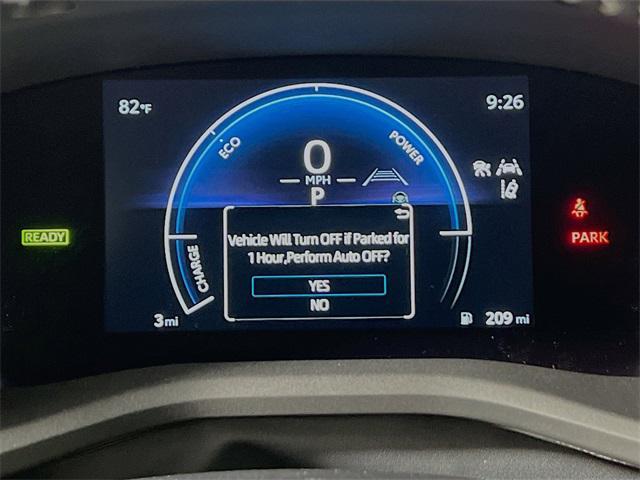 82°F
9:26
ECO
POWER
0
MPH
P
READY
PARK
CHARGE
Vehicle Will Turn OFF if Parked for
1 Hour,Perform Auto OFF?
YES
NO
3 mi
209 mi